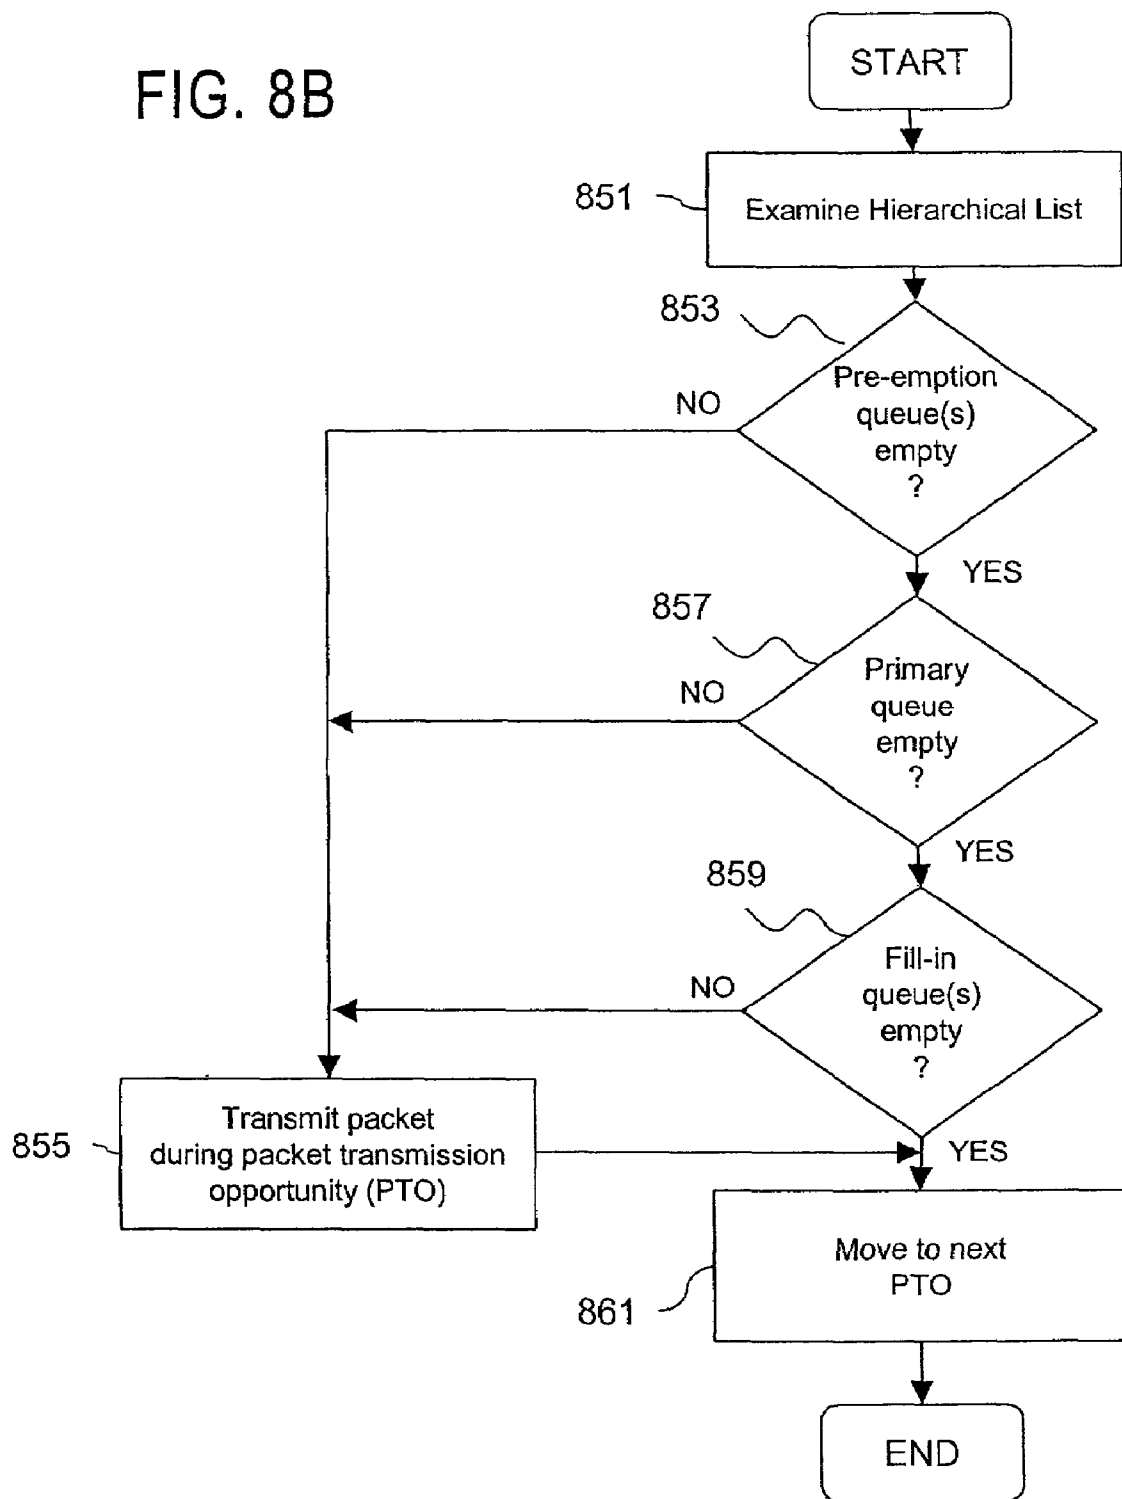 FIG. 8B
START
851
Examine Hierarchical List
853
Pre-emption
queue(s)
empty
?
NO
YES
857
Primary
queue
empty
?
NO
YES
859
Fill-in
queue(s)
empty
?
NO
YES
855
Transmit packet
during packet transmission
opportunity (PTO)
861
Move to next
PTO
END